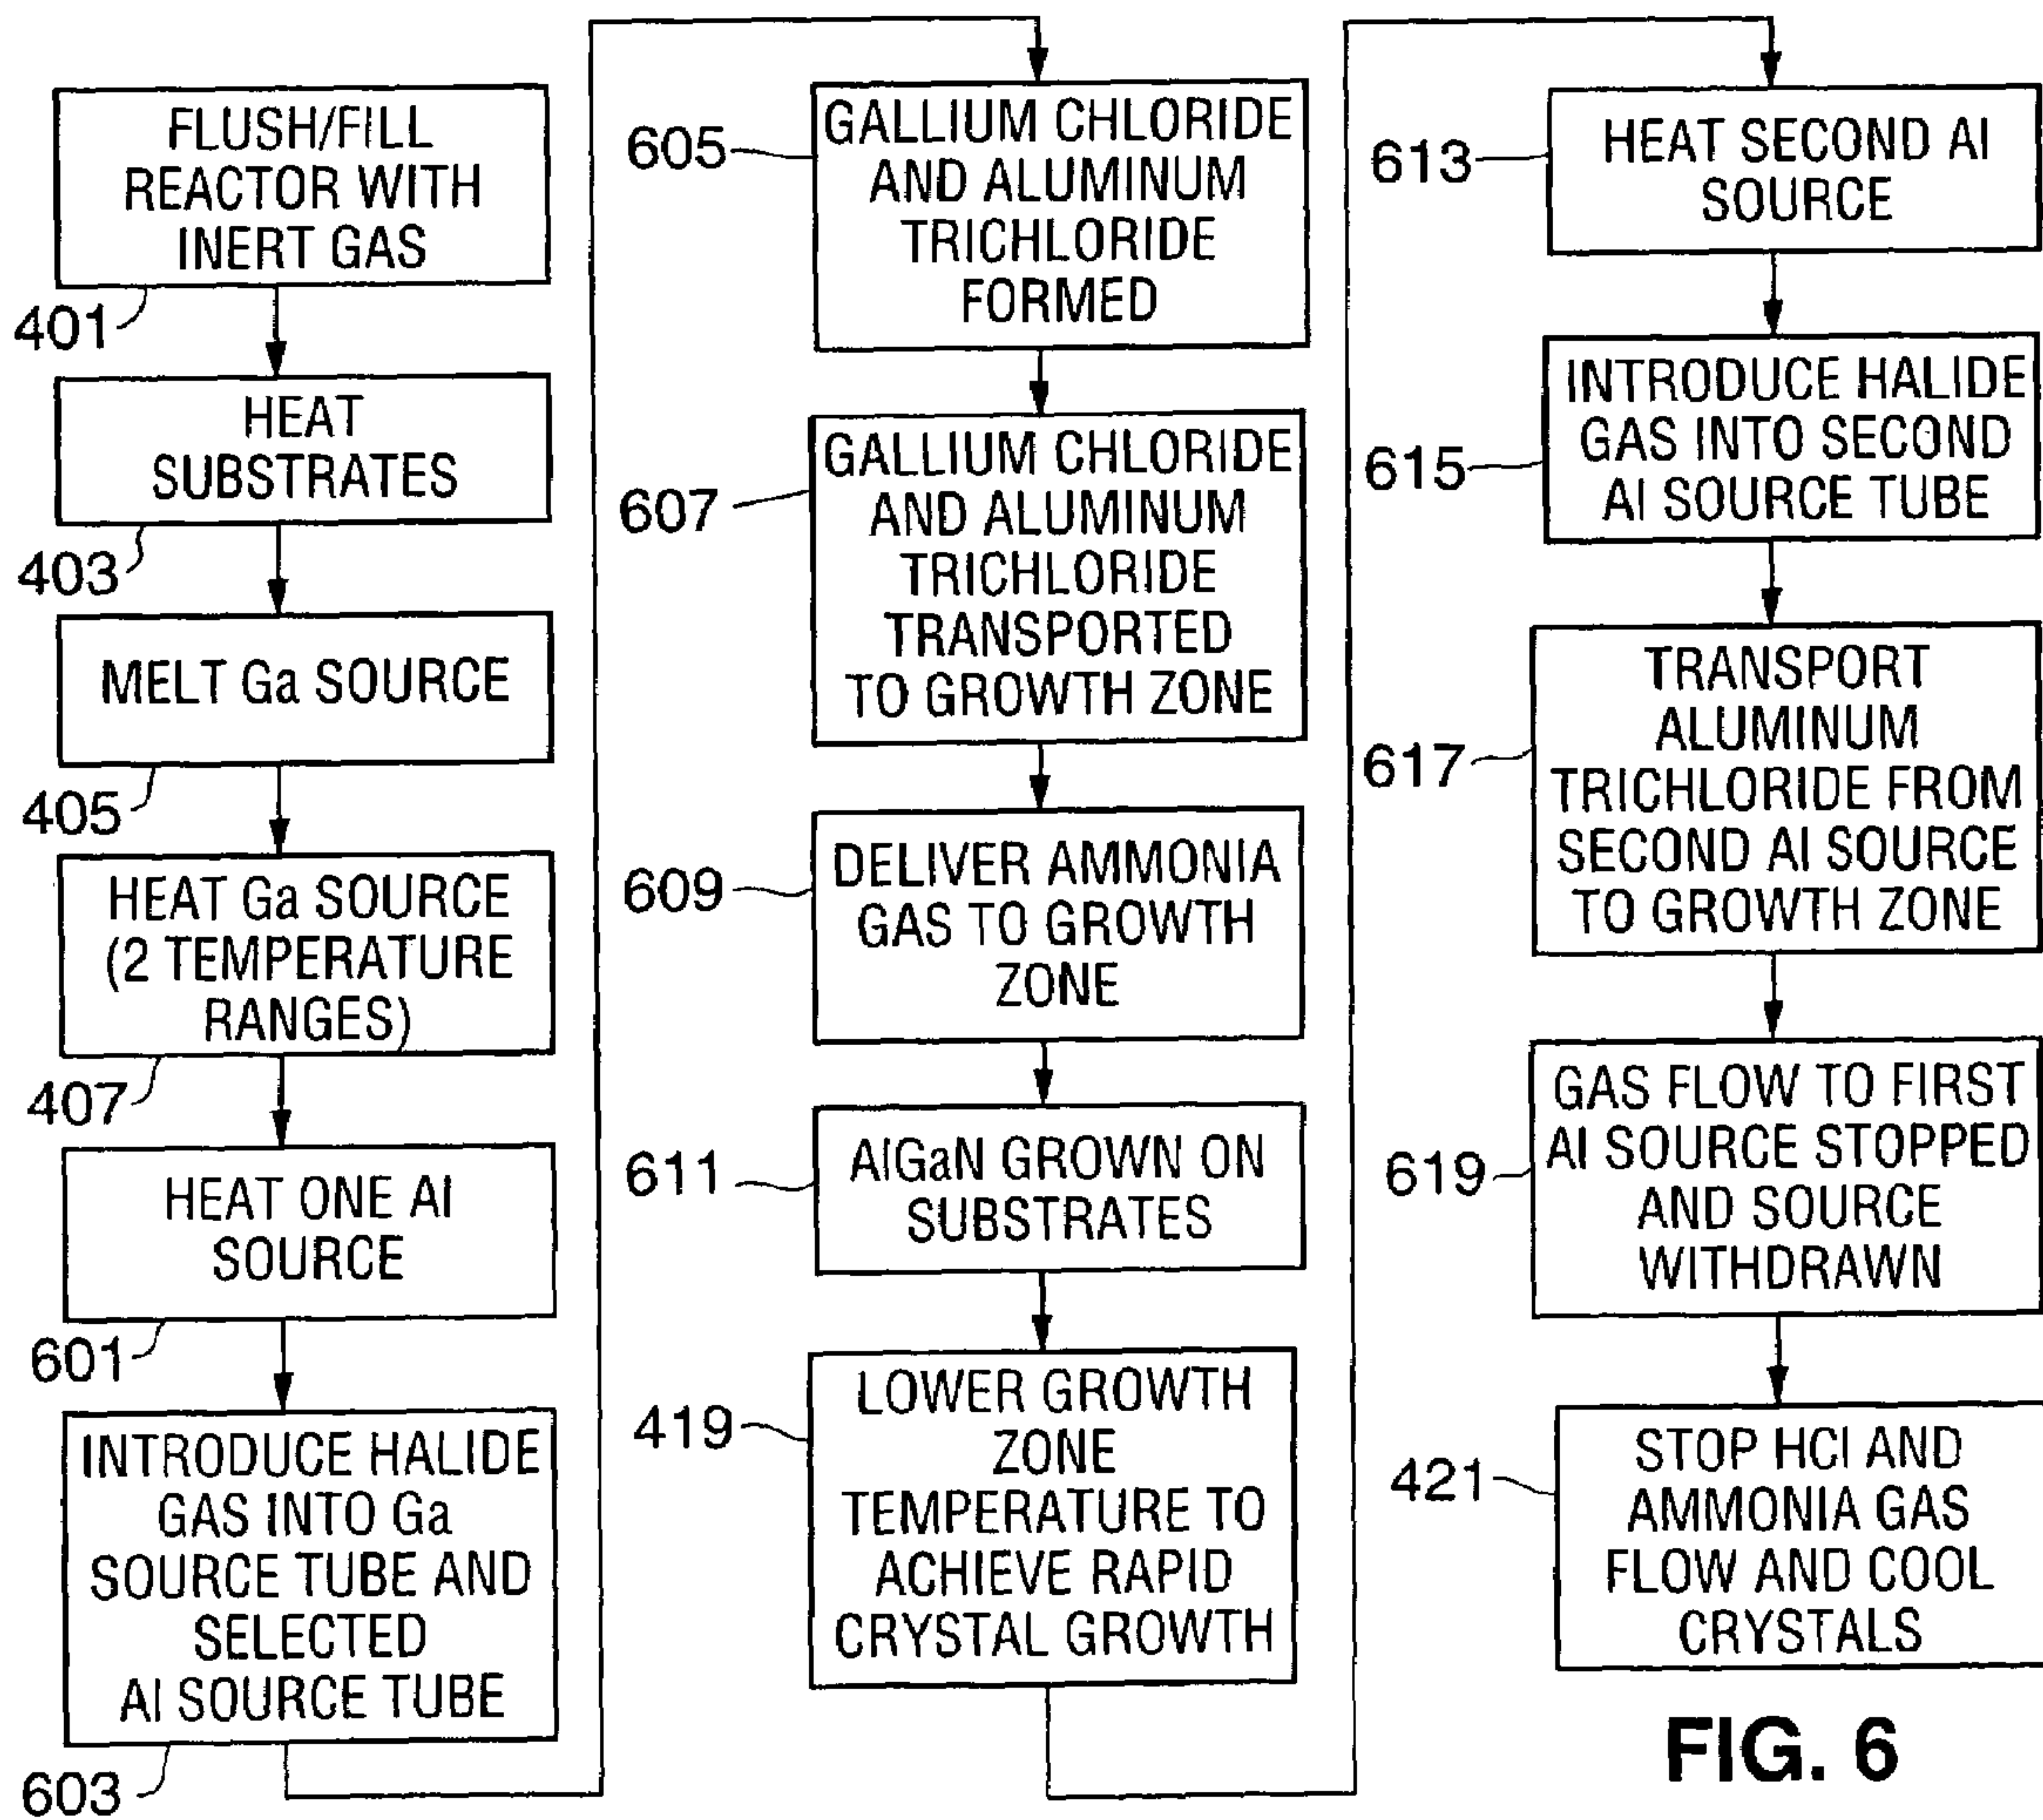 FLUSH/FILL
REACTOR WITH
INERT GAS
401
HEAT
SUBSTRATES
403
MELT Ga SOURCE
405
HEAT Ga SOURCE
(2 TEMPERATURE
RANGES)
407
HEAT ONE Al
SOURCE
601
INTRODUCE HALIDE
GAS INTO Ga
SOURCE TUBE AND
SELECTED
Al SOURCE TUBE
603
605
GALLIUM CHLORIDE
AND ALUMINUM
TRICHLORIDE
FORMED
607
GALLIUM CHLORIDE
AND ALUMINUM
TRICHLORIDE
TRANSPORTED
TO GROWTH ZONE
609
DELIVER AMMONIA
GAS TO GROWTH
ZONE
611
AlGaN GROWN ON
SUBSTRATES
419
LOWER GROWTH
ZONE
TEMPERATURE TO
ACHIEVE RAPID
CRYSTAL GROWTH
613
HEAT SECOND Al
SOURCE
615
INTRODUCE HALIDE
GAS INTO SECOND
Al SOURCE TUBE
617
TRANSPORT
ALUMINUM
TRICHLORIDE FROM
SECOND Al SOURCE
TO GROWTH ZONE
619
GAS FLOW TO FIRST
Al SOURCE STOPPED
AND SOURCE
WITHDRAWN
421
STOP HCl AND
AMMONIA GAS
FLOW AND COOL
CRYSTALS
FIG. 6